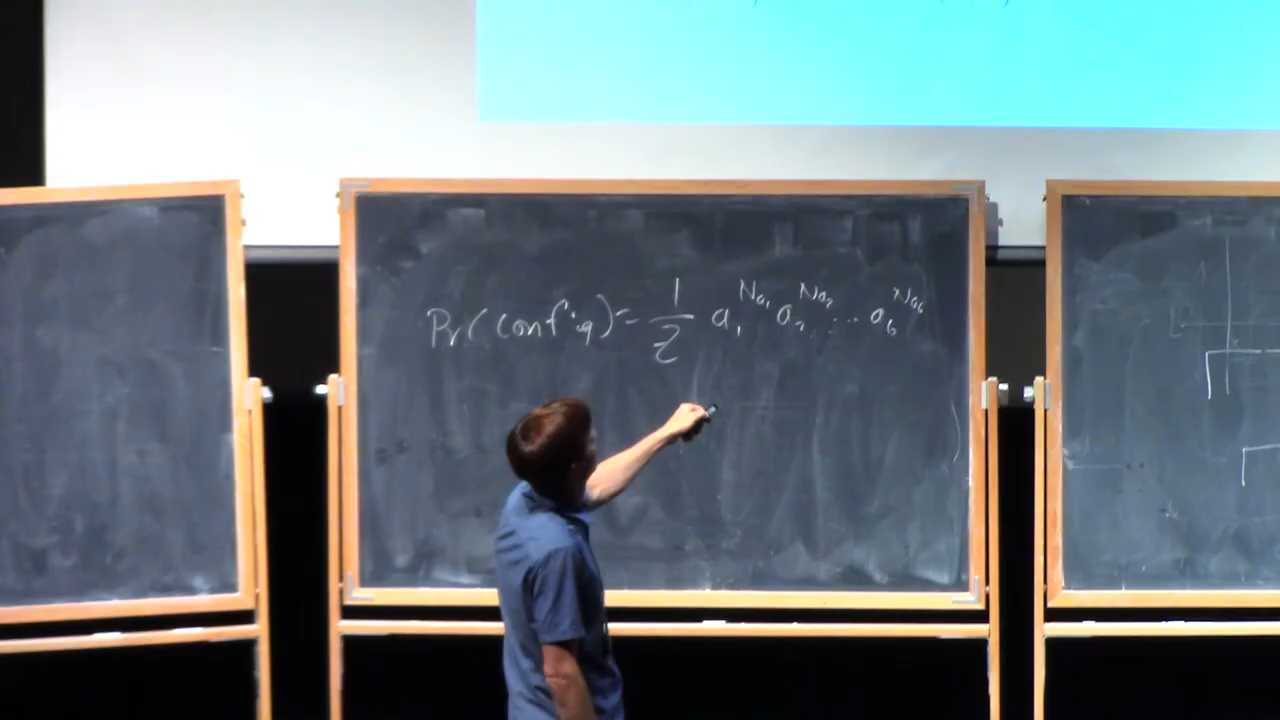 Pr(config) = 1/Z a₁^Na₁ a₂^Na₂ ... a₆^Na₆